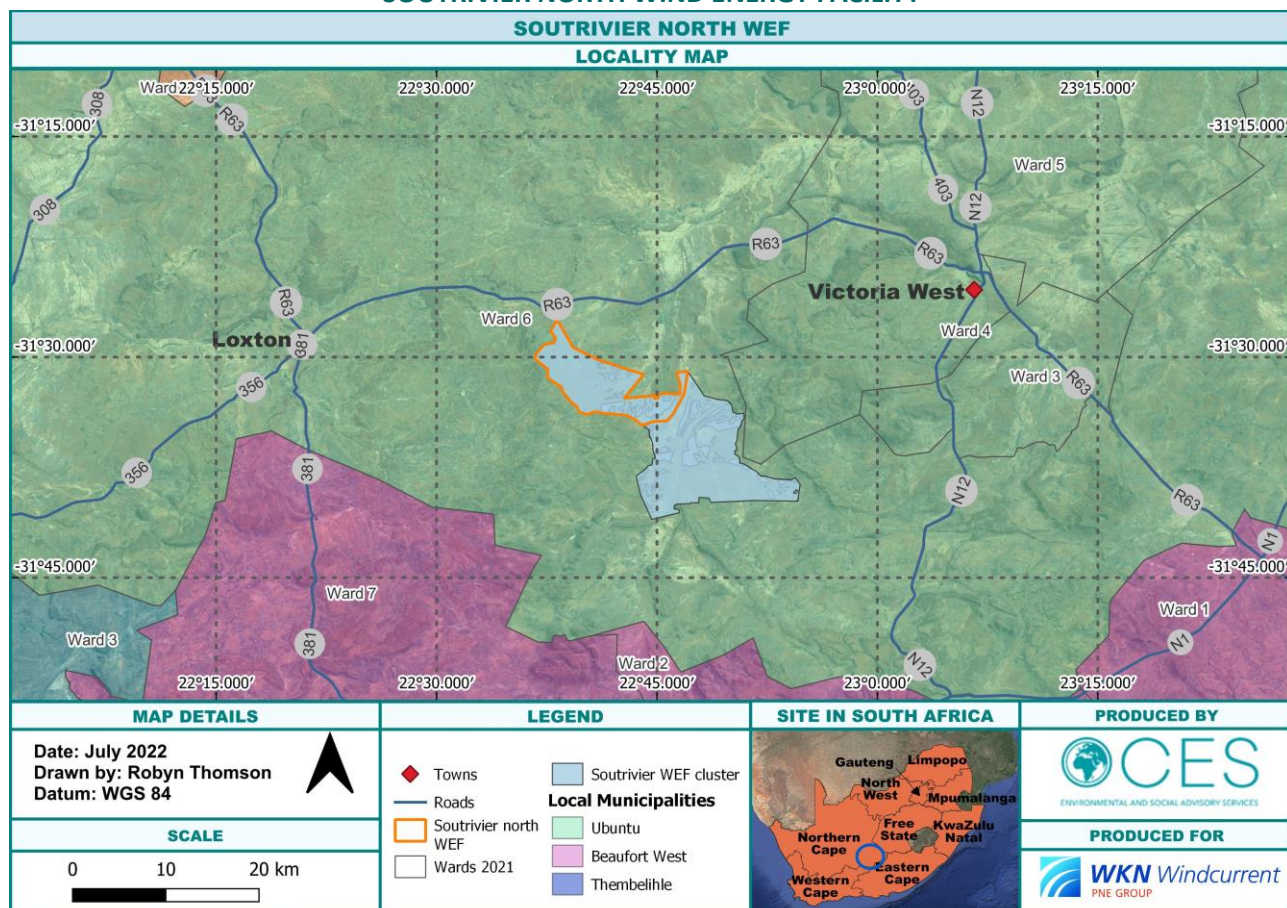 SOUTRIVIER NORTH WIND ENERGY FACILITY
SOUTRIVIER NORTH WEF
LOCALITY MAP
Ward 22°15.000' 22°30.000' 22°45.000' 23°0.000' 23°15.000'
308 R63 403 N12
-31°15.000' -31°15.000'
Ward 5
308 403 N12
R63 R63
R63 R63
Victoria West
Ward 6
Loxton 381 Ward 4
-31°30.000' -31°30.000'
356 Ward 3 R63
356 381 N12 R63
N1
-31°45.000' -31°45.000'
Ward 7 Ward 1
Ward 3 381 Ward 2 N12 N1
22°15.000' 22°30.000' 22°45.000' 23°0.000' 23°15.000'
MAP DETAILS
Date: July 2022
Drawn by: Robyn Thomson
Datum: WGS 84
SCALE
0 10 20 km
LEGEND
Towns
Roads
Soutrivier north
WEF
Wards 2021
Soutrivier WEF cluster
Local Municipalities
Ubuntu
Beaufort West
Thembelihle
SITE IN SOUTH AFRICA
Gauteng
Limpopo
North
West
Mpumalanga
Free
State
KwaZulu
Natal
Northern
Cape
Eastern
Cape
Western
Cape
PRODUCED BY
CES
ENVIRONMENTAL AND SOCIAL ADVISORY SERVICES
PRODUCED FOR
WKN Windcurrent
PNE GROUP